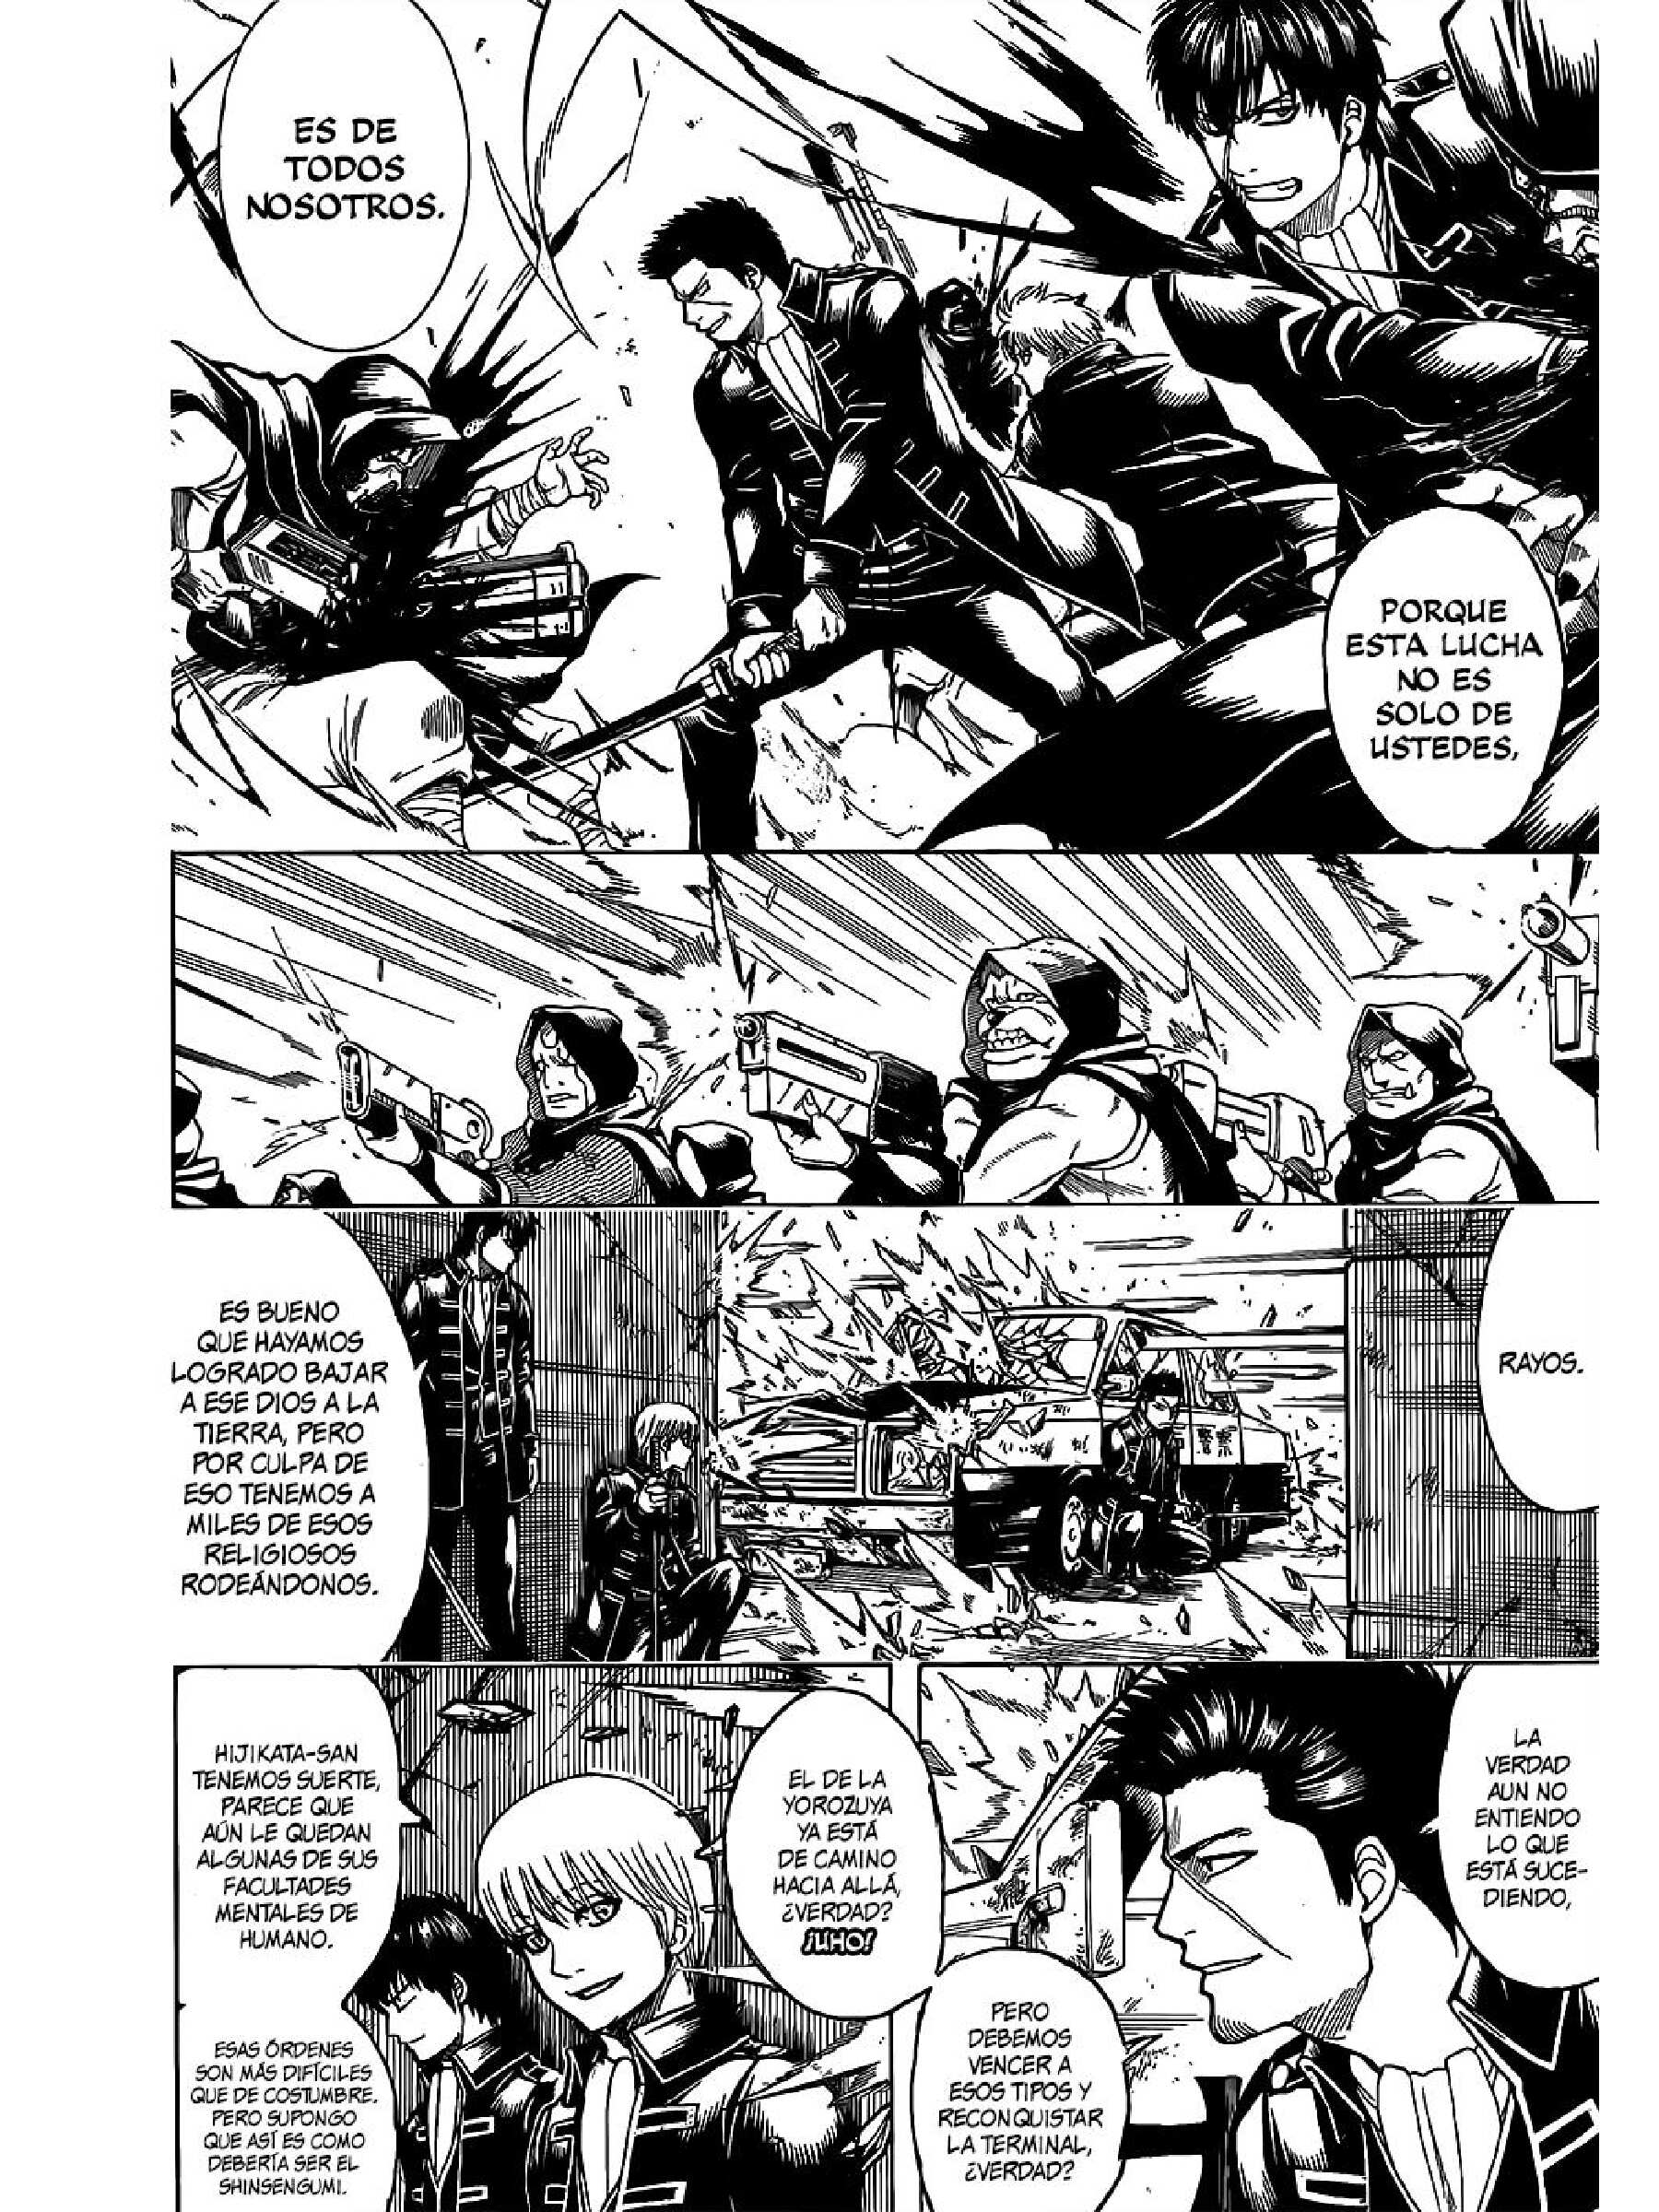 PORQUE
ESTA LUCHA
NO ES
SOLO DE
USTEDES,
ES DE
TODOS
NOSOTROS.
RAYOS.
ES BUENO
QUE HAYAMOS
LOGRADO BAJAR
A ESE DIOS A LA
TIERRA, PERO
POR CULPA DE
ESO TENEMOS A
MILES DE ESOS
RELIGIOSOS
RODEÁNDONOS.
LA
VERDAD
AUN NO
ENTIENDO
LO QUE
ESTÁ SUCE-
DIENDO,
PERO
DEBEMOS
VENCER A
ESOS TIPOS Y
RECONQUISTAR
LA TERMINAL,
¿VERDAD?
EL DE LA
YOROZUYA
YA ESTÁ
DE CAMINO
HACIA ALLÁ,
¿VERDAD?
¡UHO!
HIJIKATA-SAN
TENEMOS SUERTE,
PARECE QUE
AÚN LE QUEDAN
ALGUNAS DE SUS
FACULTADES
MENTALES DE
HUMANO.
ESAS ÓRDENES
SON MÁS DIFÍCILES
QUE DE COSTUMBRE.
PERO SUPONGO
QUE ASÍ ES COMO
DEBERÍA SER EL
SHINSENGUMI.